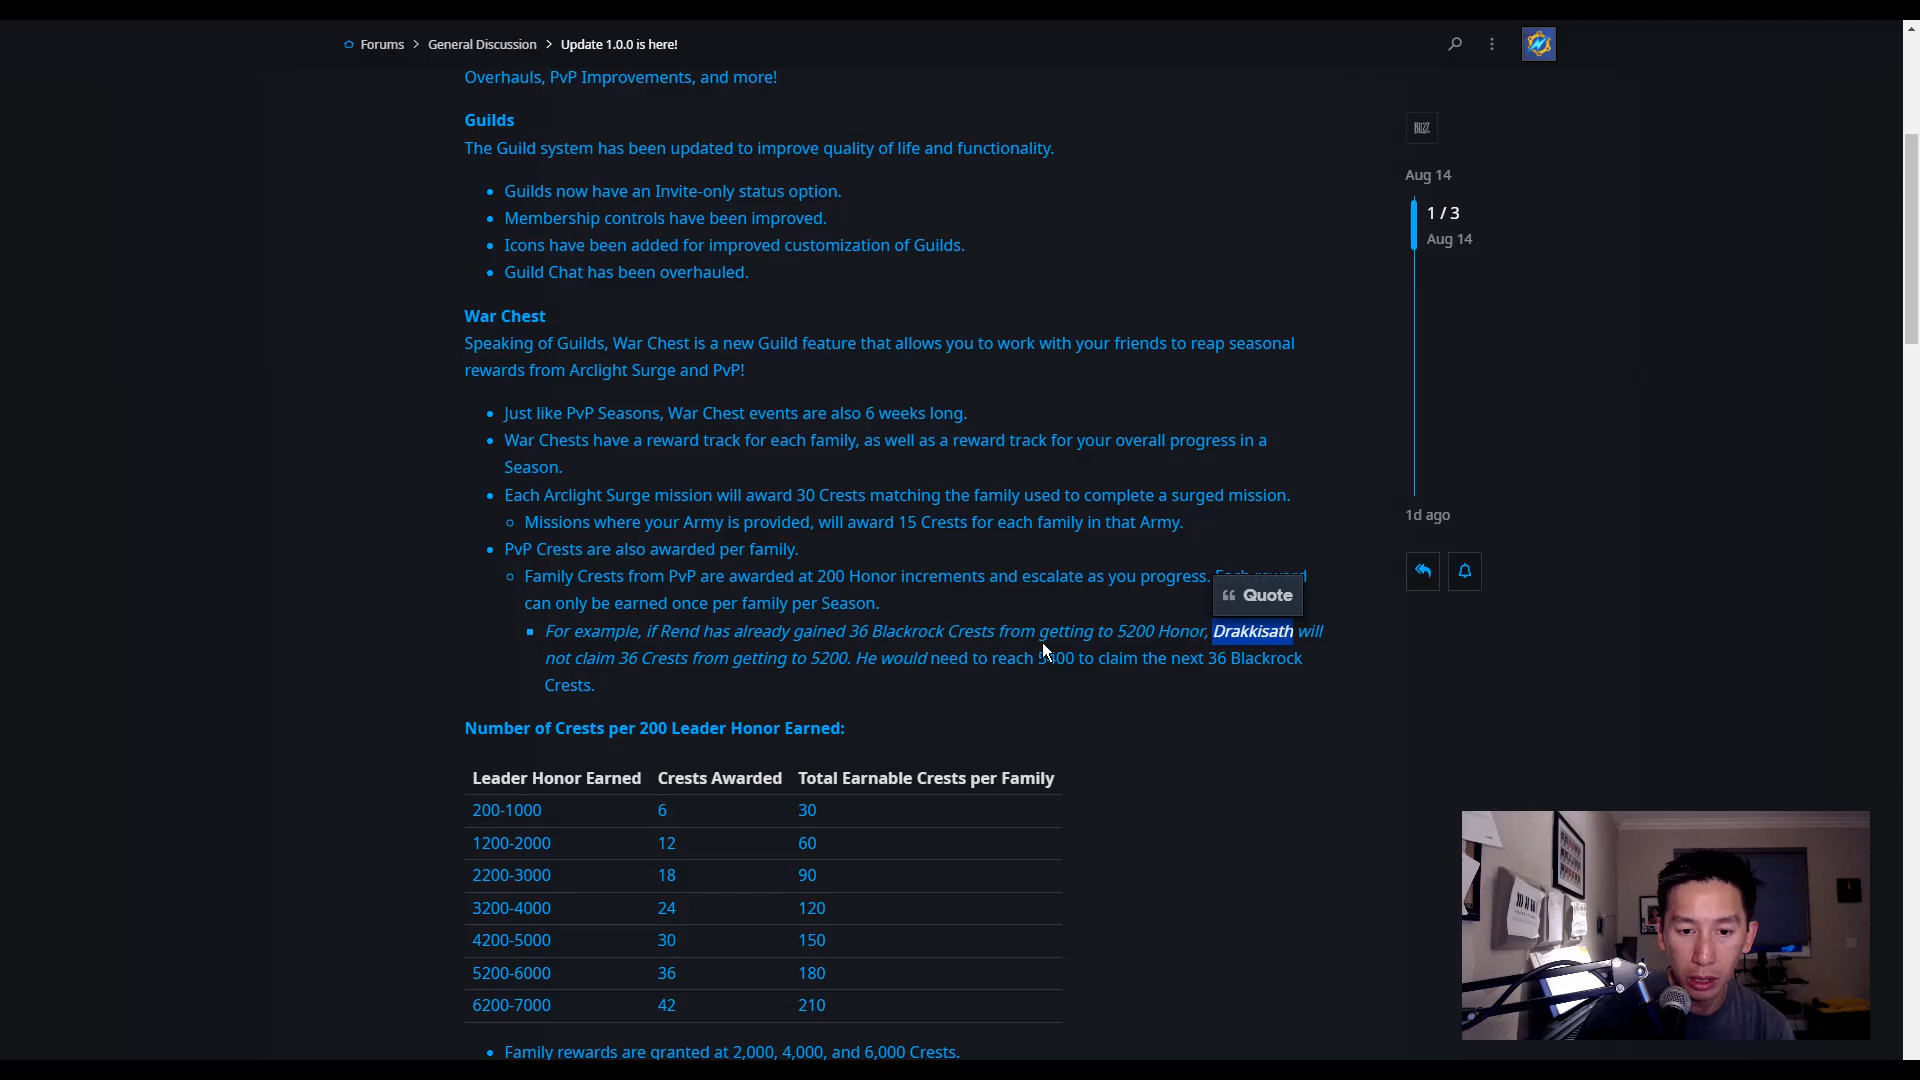 Forums > General Discussion > Update 1.0.0 is here!
Overhauls, PvP Improvements, and more!
Guilds
The Guild system has been updated to improve quality of life and functionality.
Guilds now have an Invite-only status option.
Membership controls have been improved.
Icons have been added for improved customization of Guilds.
Guild Chat has been overhauled.
War Chest
Speaking of Guilds, War Chest is a new Guild feature that allows you to work with your friends to reap seasonal
rewards from Arclight Surge and PvP!
Just like PvP Seasons, War Chest events are also 6 weeks long.
War Chests have a reward track for each family, as well as a reward track for your overall progress in a
Season.
Each Arclight Surge mission will award 30 Crests matching the family used to complete a surged mission.
Missions where your Army is provided, will award 15 Crests for each family in that Army.
PvP Crests are also awarded per family.
Family Crests from PvP are awarded at 200 Honor increments and escalate as you progress. Each reward
can only be earned once per family per Season.
Quote
For example, if Rend has already gained 36 Blackrock Crests from getting to 5200 Honor, Drakkisath will
not claim 36 Crests from getting to 5200. He would need to reach 5400 to claim the next 36 Blackrock
Crests.
Number of Crests per 200 Leader Honor Earned:
Leader Honor Earned Crests Awarded Total Earnable Crests per Family
200-1000 6 30
1200-2000 12 60
2200-3000 18 90
3200-4000 24 120
4200-5000 30 150
5200-6000 36 180
6200-7000 42 210
Family rewards are granted at 2,000, 4,000, and 6,000 Crests.
BLIZZ
Aug 14
1 / 3
Aug 14
1d ago